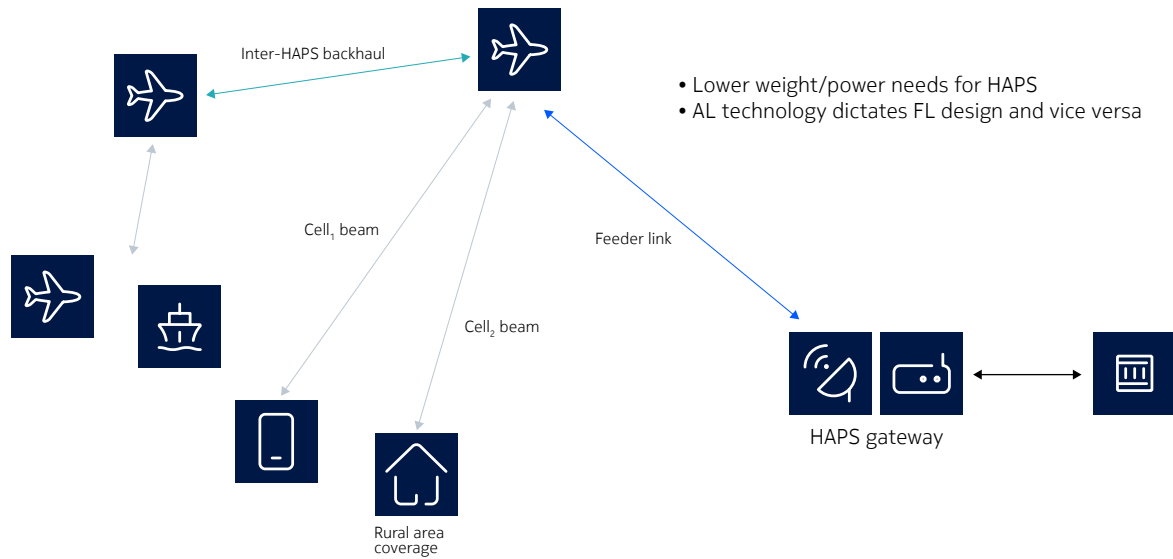 Inter-HAPS backhaul
• Lower weight/power needs for HAPS
• AL technology dictates FL design and vice versa
Cell₁ beam
Feeder link
Cell₂ beam
HAPS gateway
Rural area
coverage